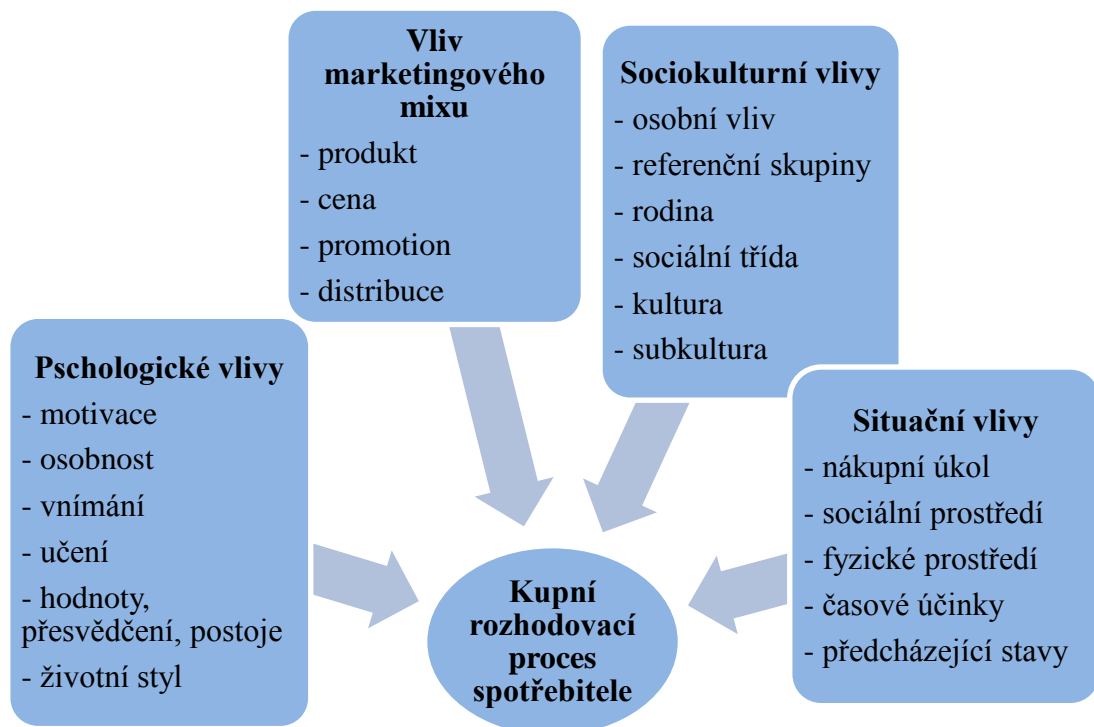 Vliv
marketingového
mixu
- produkt
- cena
- promotion
- distribuce
Sociokulturní vlivy
- osobní vliv
- referenční skupiny
- rodina
- sociální třída
- kultura
- subkultura
Pschologické vlivy
- motivace
- osobnost
- vnímání
- učení
- hodnoty,
přesvědčení, postoje
- životní styl
Situační vlivy
- nákupní úkol
- sociální prostředí
- fyzické prostředí
- časové účinky
- předcházející stavy
Kupní
rozhodovací
proces
spotřebitele